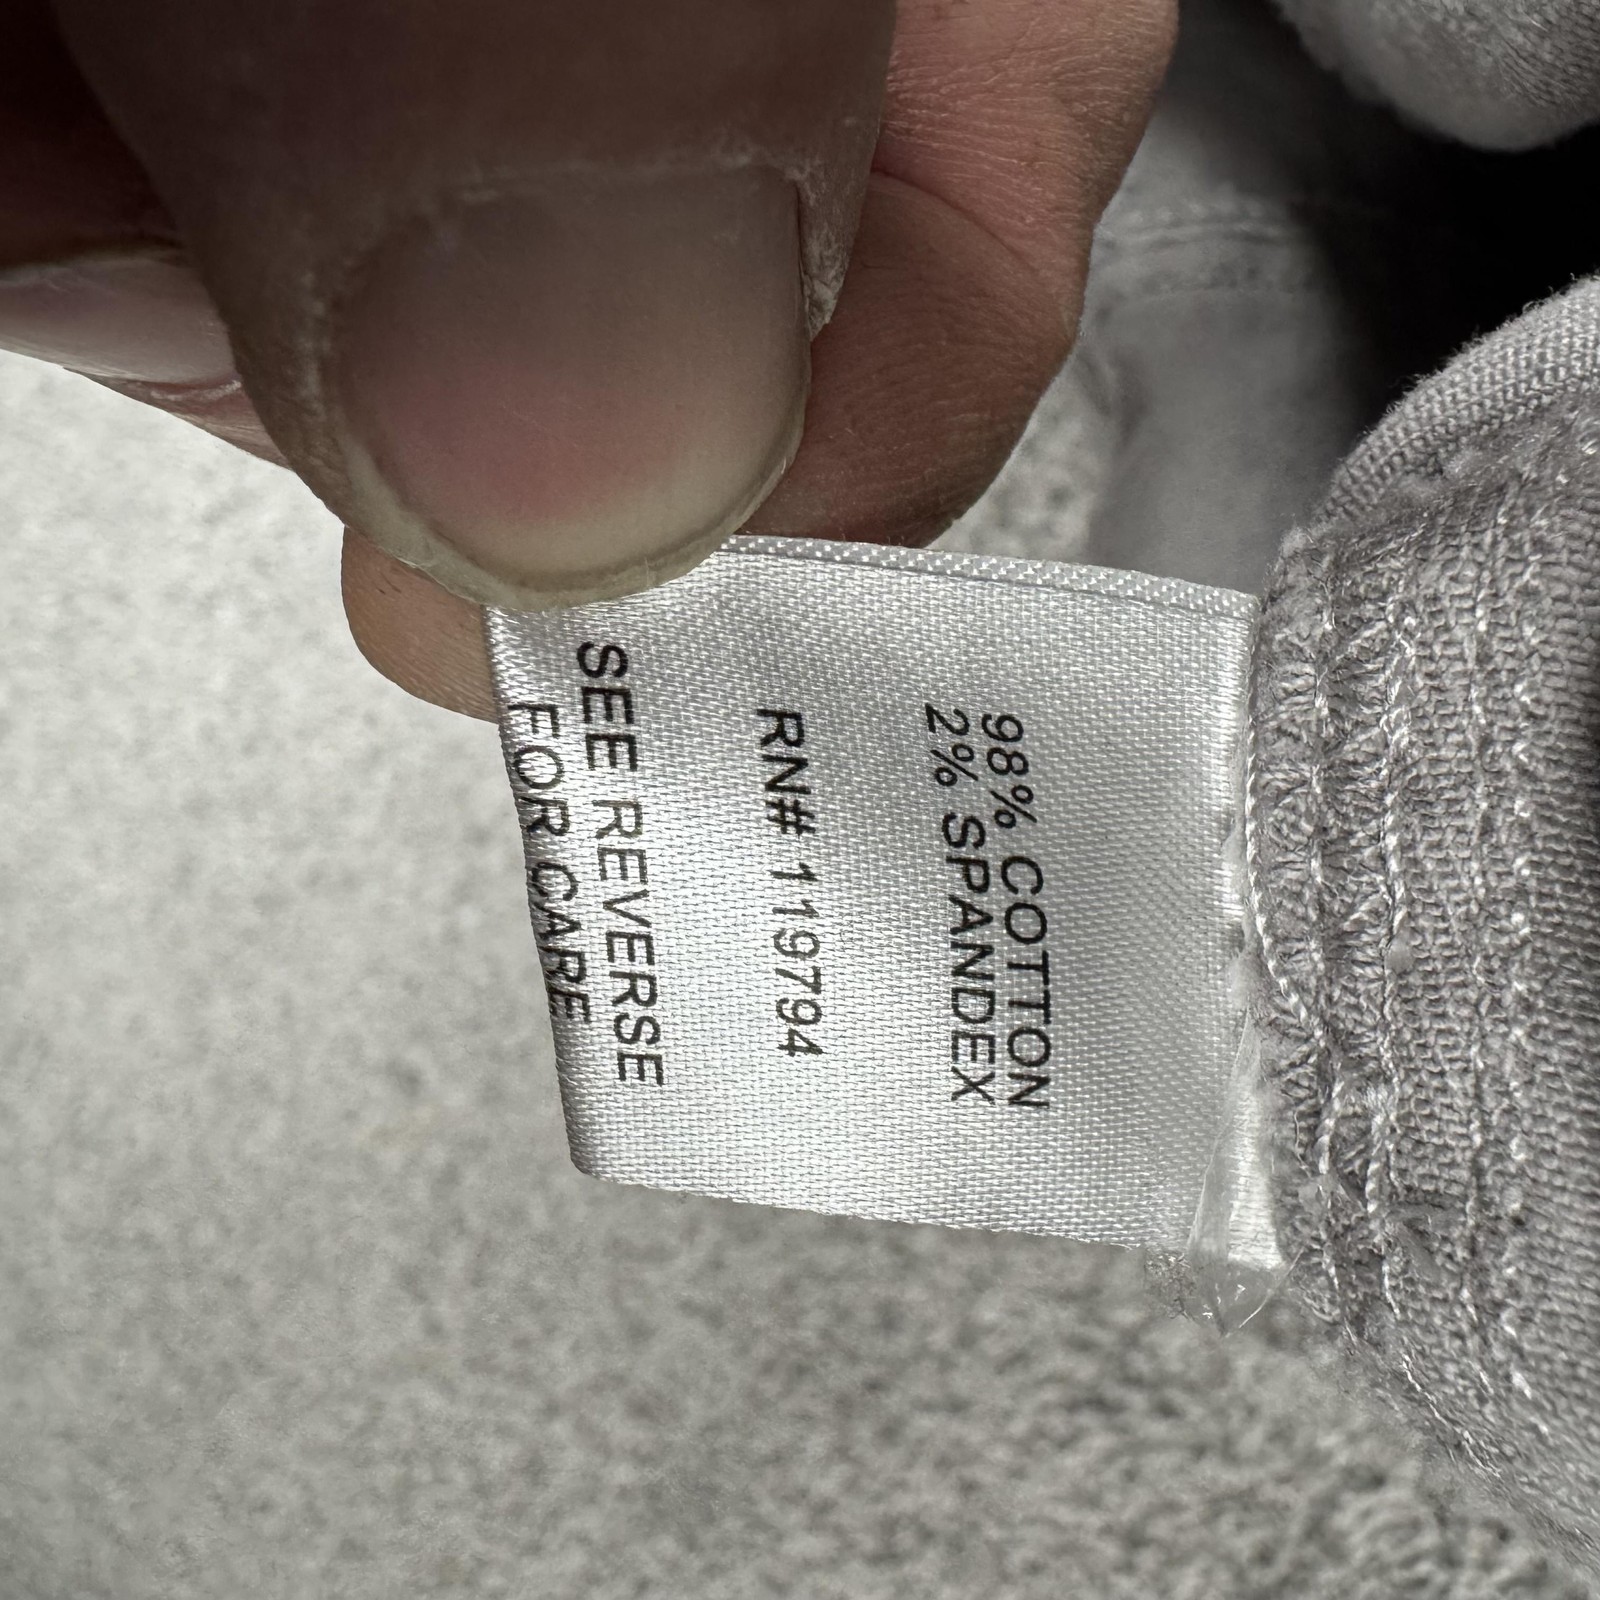 98% COTTON
2% SPANDEX
RN# 119794
SEE REVERSE
FOR CARE